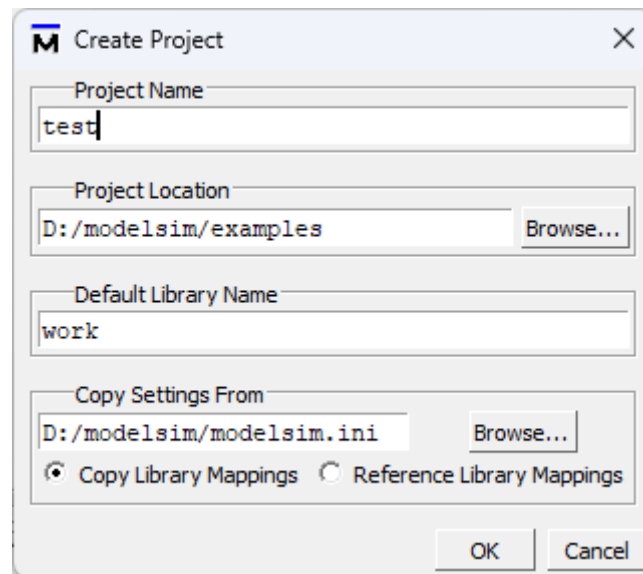 M Create Project
Project Name
test
Project Location
D:/modelsim/examples Browse...
Default Library Name
work
Copy Settings From
D:/modelsim/modelsim.ini Browse...
Copy Library Mappings Reference Library Mappings
OK Cancel